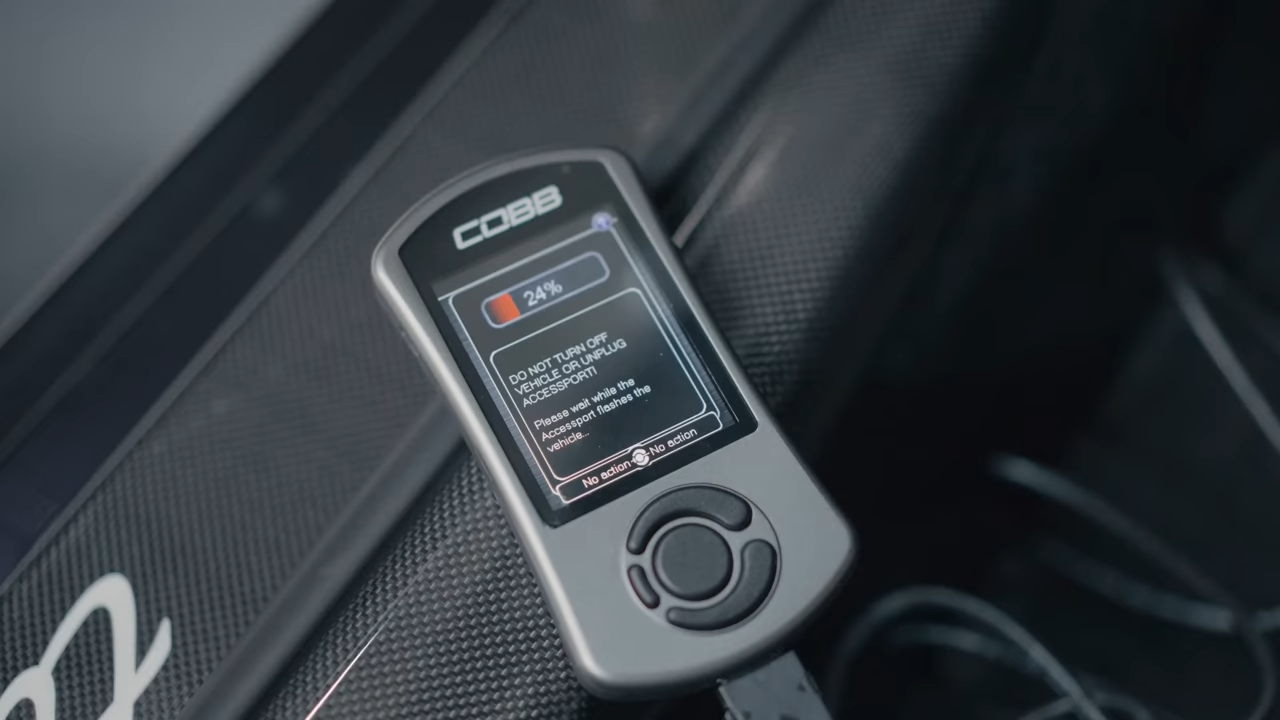 COBB
24%
DO NOT TURN OFF
VEHICLE OR UNPLUG
ACCESSPORT!
Please wait while the
Accessport flashes the
vehicle...
No action No action